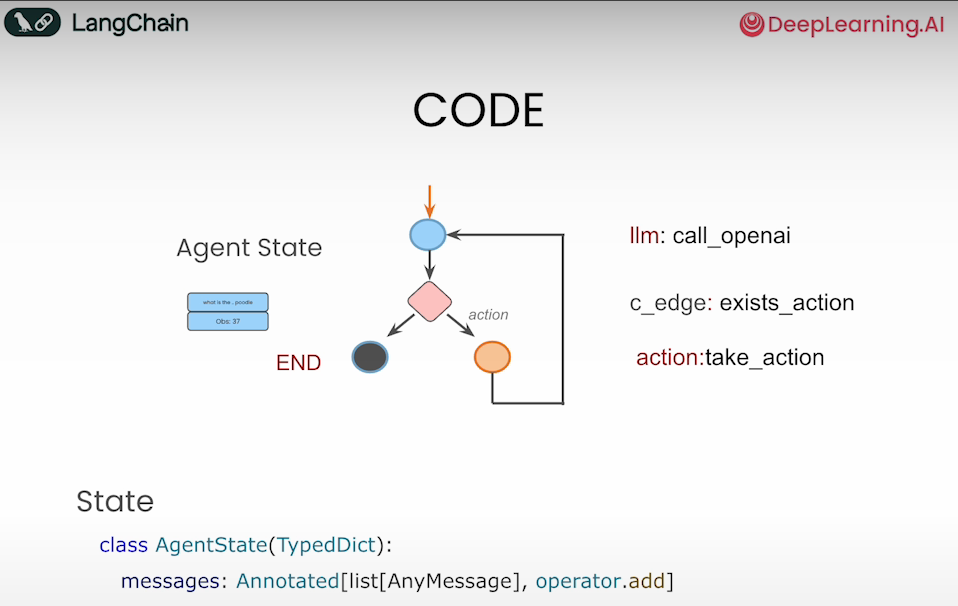 LangChain
DeepLearning.AI
CODE
Agent State
what is the .. poodle
Obs: 37
END
action
llm: call_openai
c_edge: exists_action
action:take_action
State
class AgentState(TypedDict):
messages: Annotated[list[AnyMessage], operator.add]